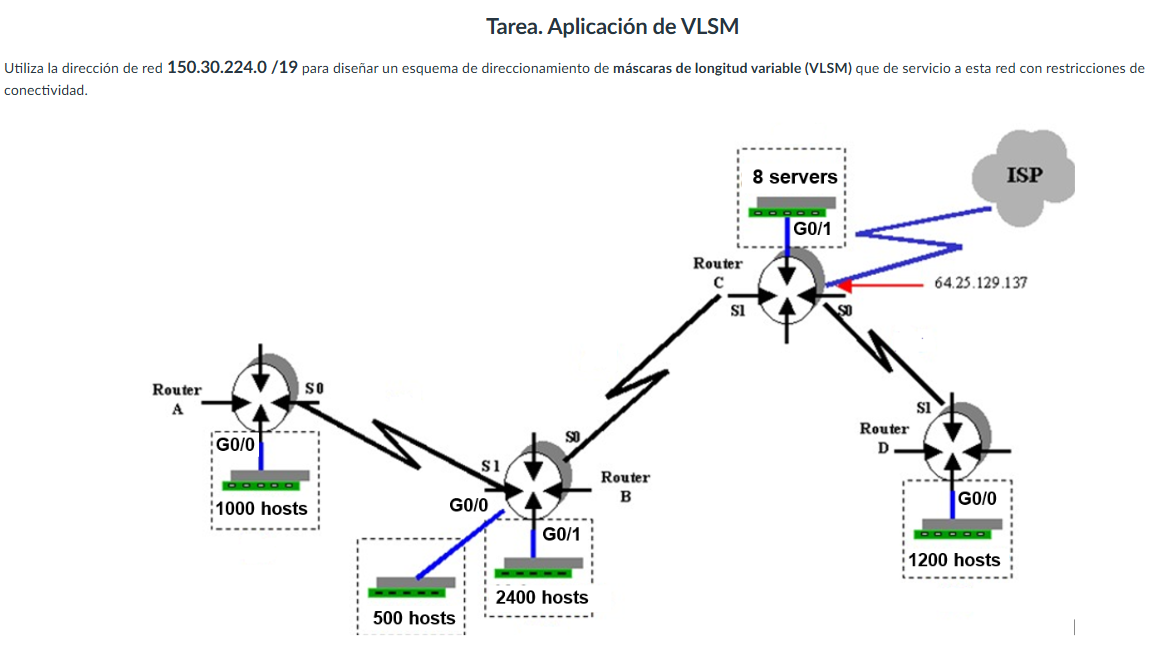 Tarea. Aplicación de VLSM
Utiliza la dirección de red 150.30.224.0 /19 para diseñar un esquema de direccionamiento de máscaras de longitud variable (VLSM) que de servicio a esta red con restricciones de
conectividad.
8 servers
ISP
G0/1
Router
C
64.25.129.137
S1
S0
Router
A
S0
S1
Router
D
G0/0
S0
S1
Router
B
G0/0
G0/0
1000 hosts
G0/1
1200 hosts
2400 hosts
500 hosts